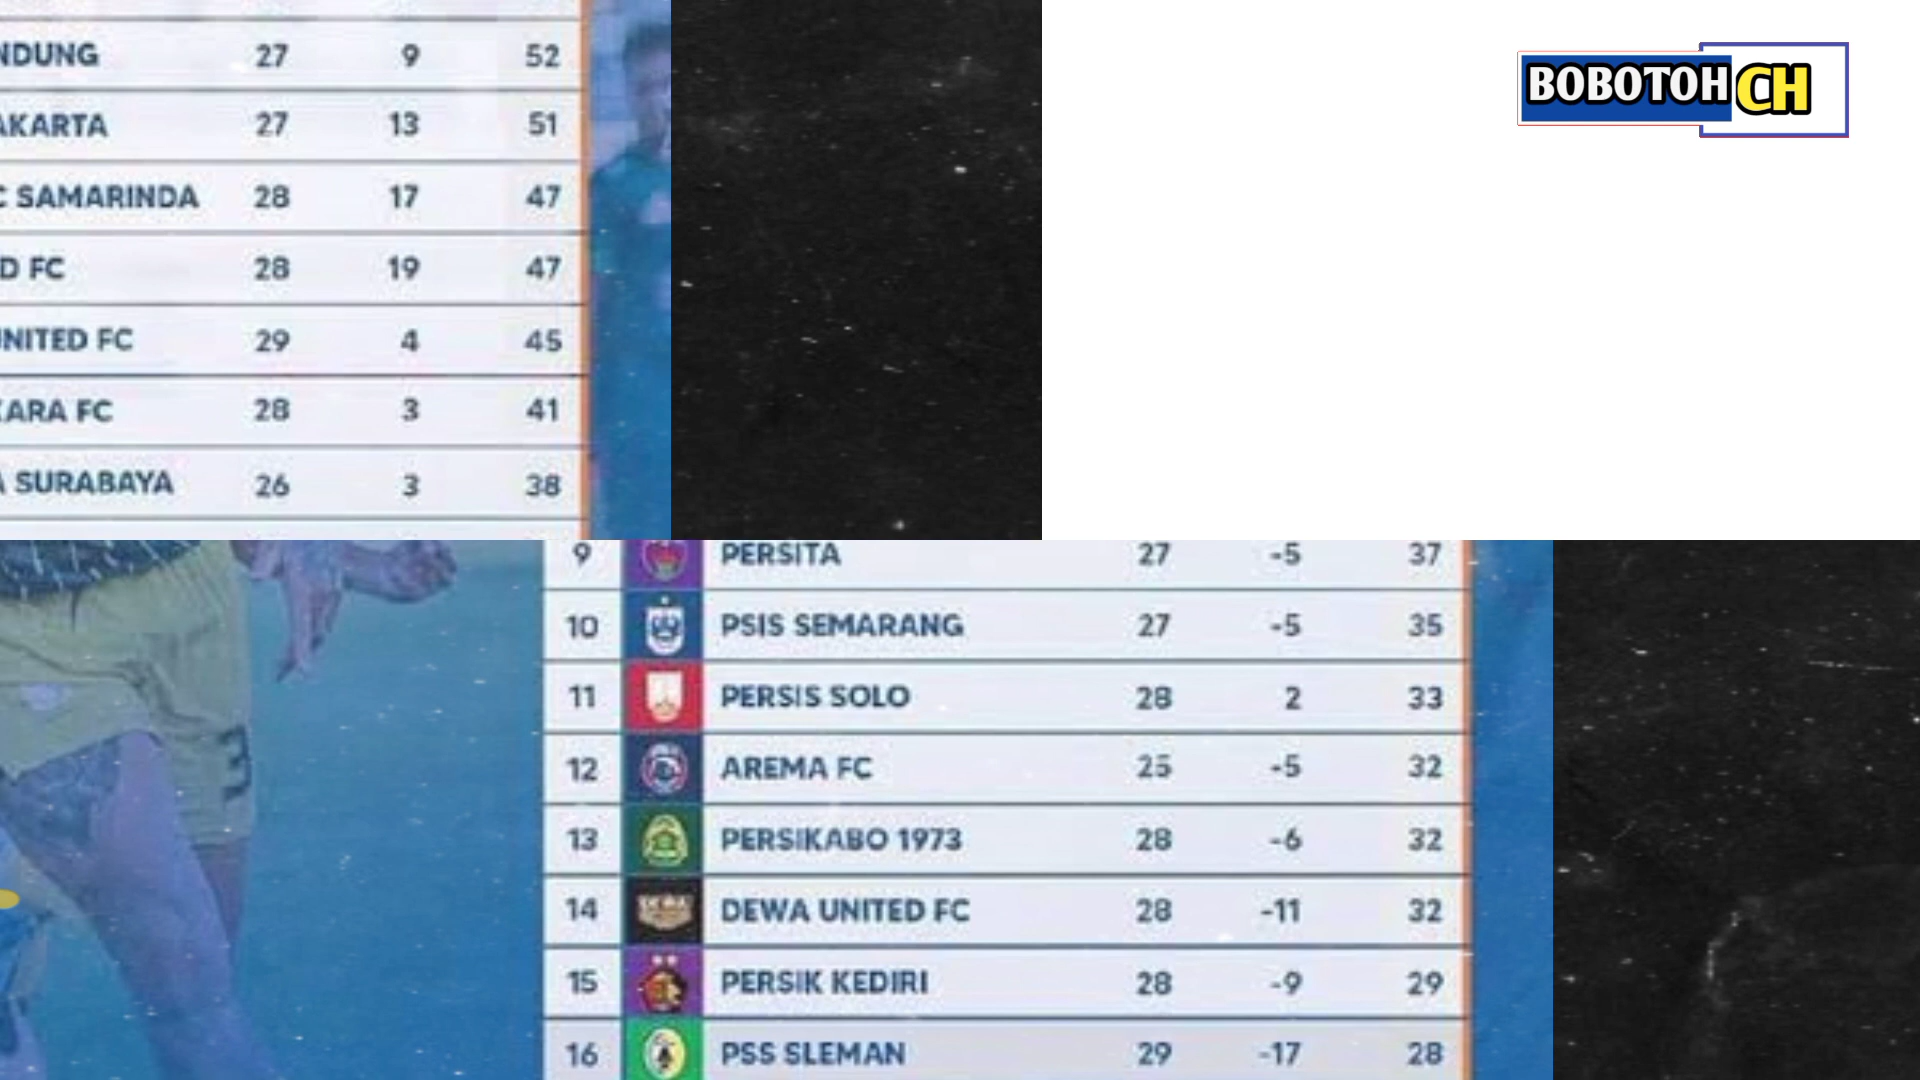 NDUNG 27 9 52
BOBOTOH CH
AKARTA 27 13 51
C SAMARINDA 28 17 47
D FC 28 19 47
UNITED FC 29 4 45
KARA FC 28 3 41
A SURABAYA 26 3 38
9 PERSITA 27 -5 37
10 PSIS SEMARANG 27 -5 35
11 PERSIS SOLO 28 2 33
12 AREMA FC 25 -5 32
13 PERSIKABO 1973 28 -6 32
14 DEWA UNITED FC 28 -11 32
15 PERSIK KEDIRI 28 -9 29
16 PSS SLEMAN 29 -17 28